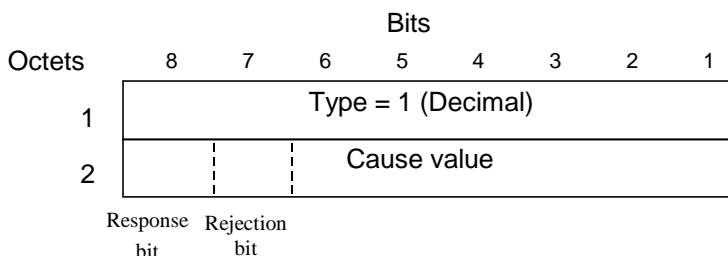 Bits
Octets 8 7 6 5 4 3 2 1
1 Type = 1 (Decimal)
2 Cause value
Response Rejection
bit bit